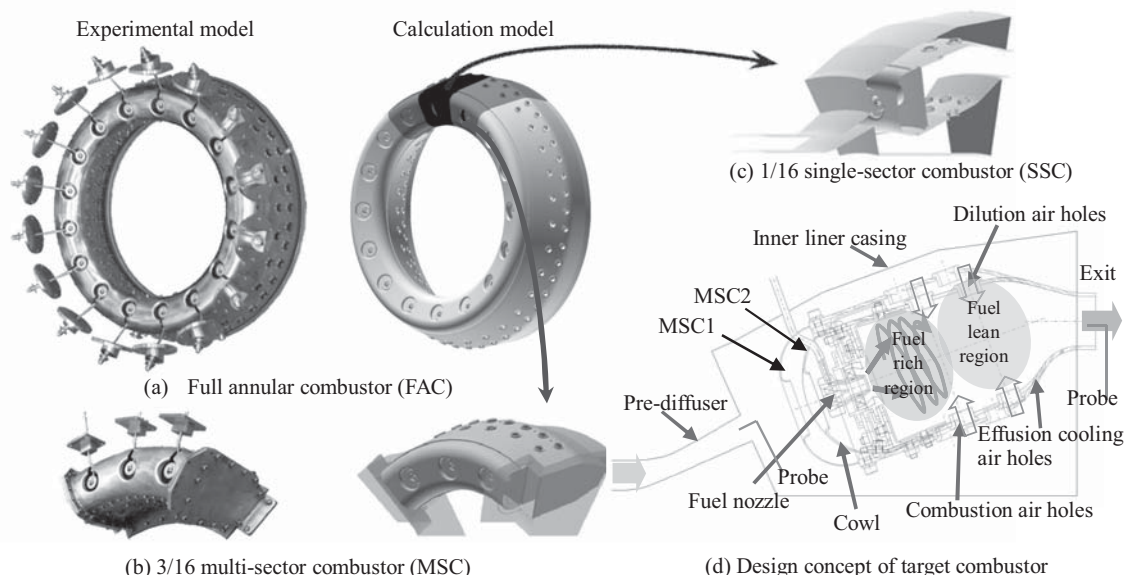 Experimental model
Calculation model
(c) 1/16 single-sector combustor (SSC)
(a) Full annular combustor (FAC)
Dilution air holes
Inner liner casing
Exit
MSC2
MSC1
Fuel
lean
region
Fuel
rich
region
Pre-diffuser
Probe
Effusion cooling
air holes
Probe
Fuel nozzle
Combustion air holes
Cowl
(b) 3/16 multi-sector combustor (MSC)
(d) Design concept of target combustor